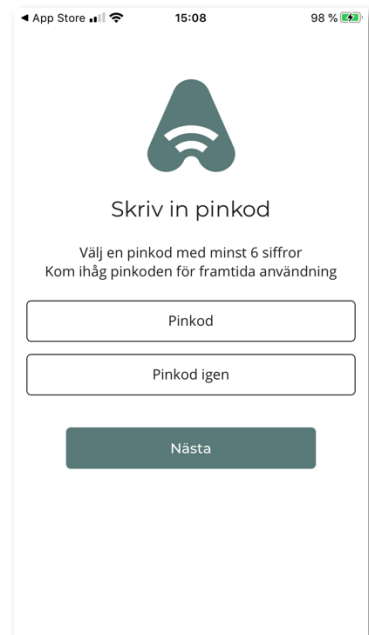 ◀ App Store 15:08 98 %
Skriv in pinkod
Välj en pinkod med minst 6 siffror
Kom ihåg pinkoden för framtida användning
Pinkod
Pinkod igen
Nästa